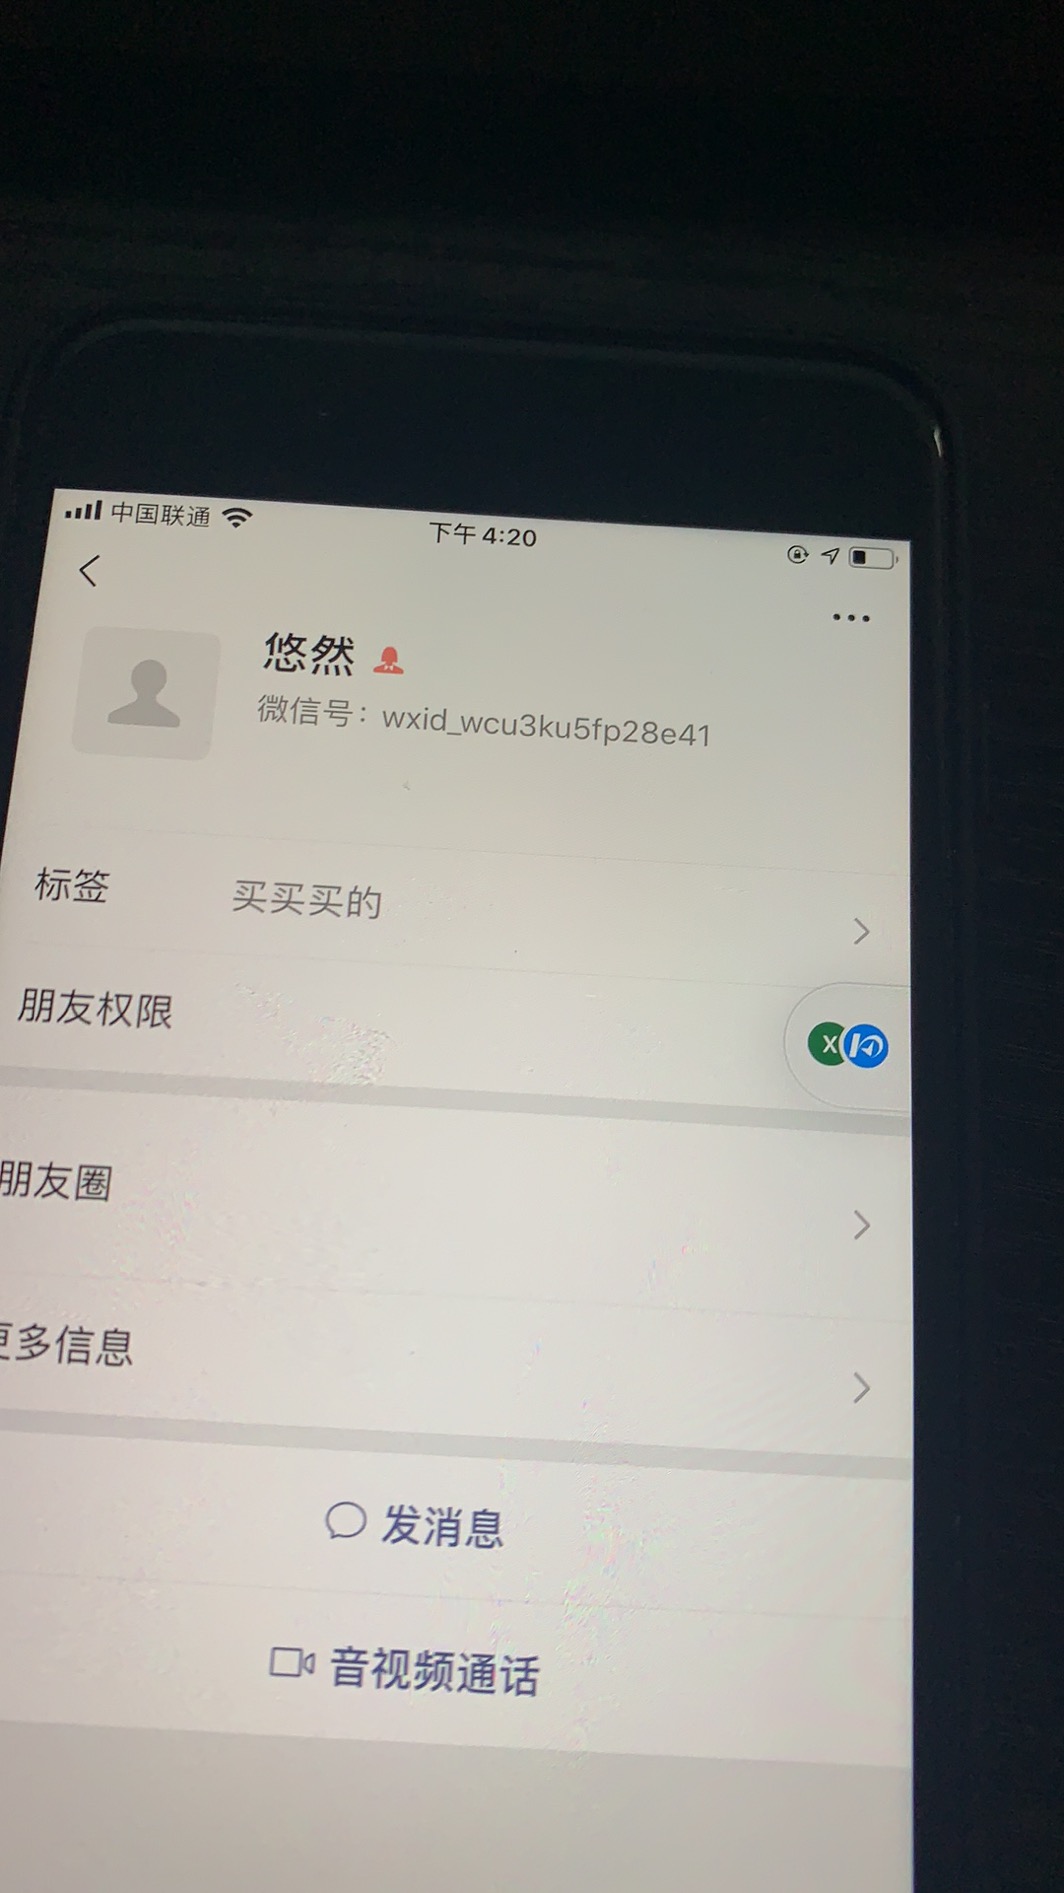 中国联通
下午 4:20
悠然
微信号：wxid_wcu3ku5fp28e41
标签 买买买的
朋友权限
X
朋友圈
更多信息
发消息
音视频通话